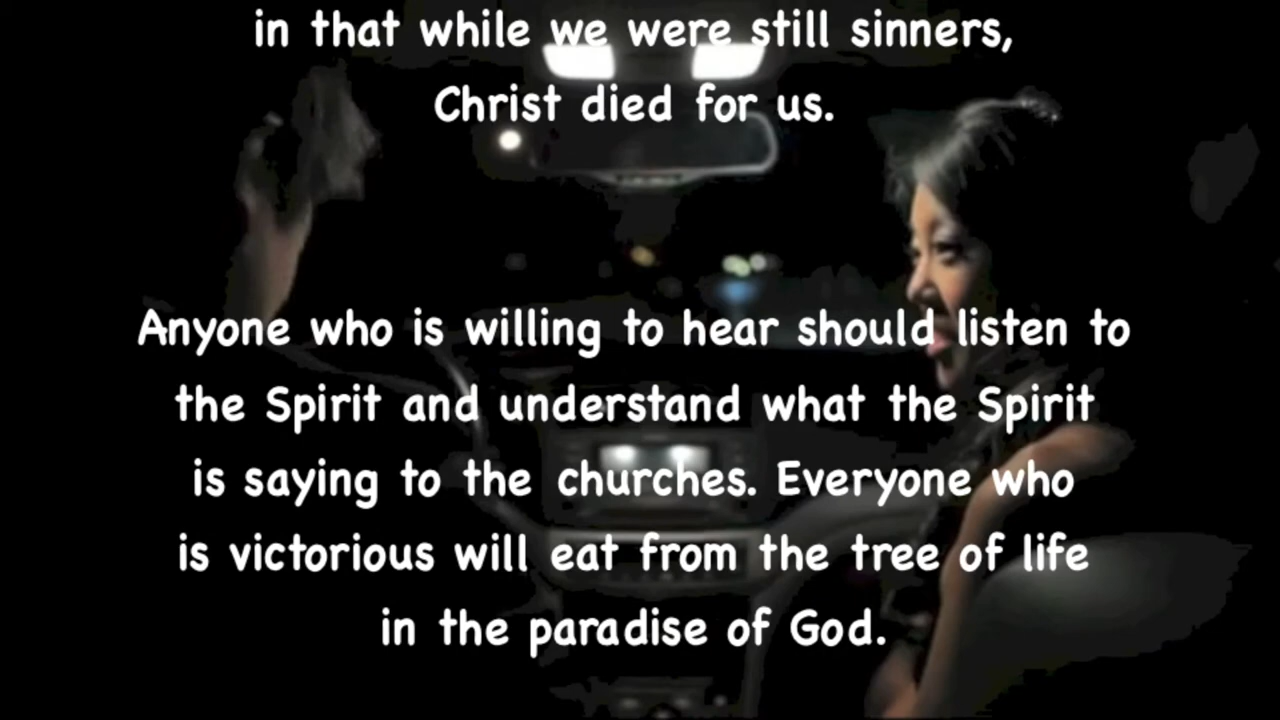 in that while we were still sinners,
Christ died for us.
Anyone who is willing to hear should listen to
the Spirit and understand what the Spirit
is saying to the churches. Everyone who
is victorious will eat from the tree of life
in the paradise of God.